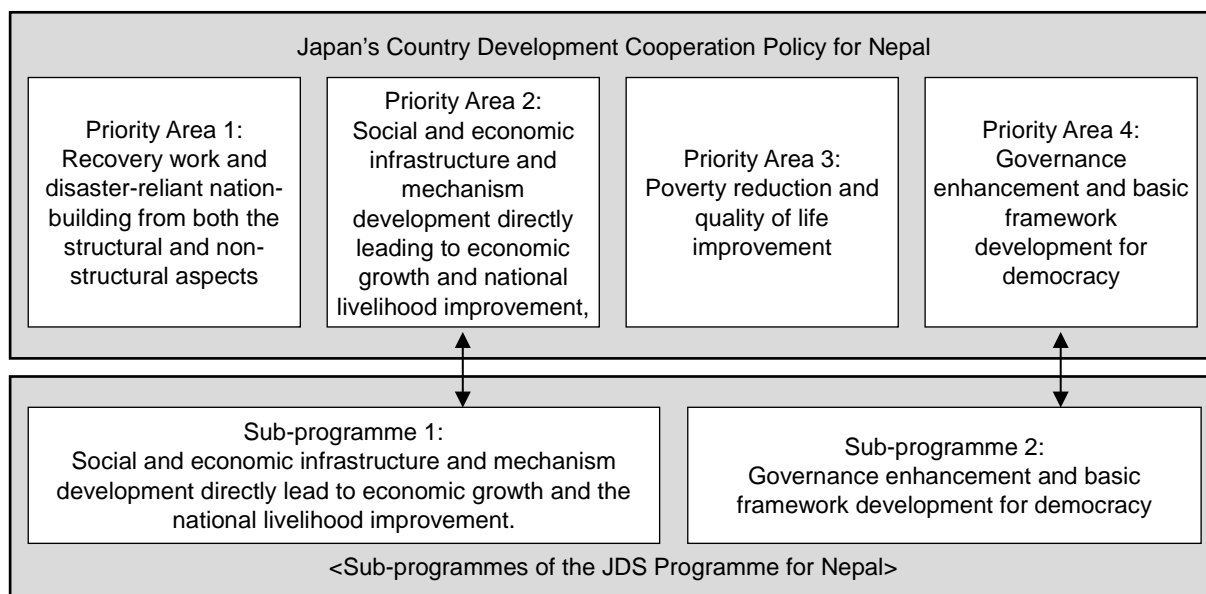 Japan's Country Development Cooperation Policy for Nepal
Priority Area 1:
Recovery work and
disaster-reliant nation-
building from both the
structural and non-
structural aspects
Priority Area 2:
Social and economic
infrastructure and
mechanism
development directly
leading to economic
growth and national
livelihood improvement,
Priority Area 3:
Poverty reduction and
quality of life
improvement
Priority Area 4:
Governance
enhancement and basic
framework
development for
democracy
Sub-programme 1:
Social and economic infrastructure and mechanism
development directly lead to economic growth and the
national livelihood improvement.
Sub-programme 2:
Governance enhancement and basic
framework development for democracy
<Sub-programmes of the JDS Programme for Nepal>